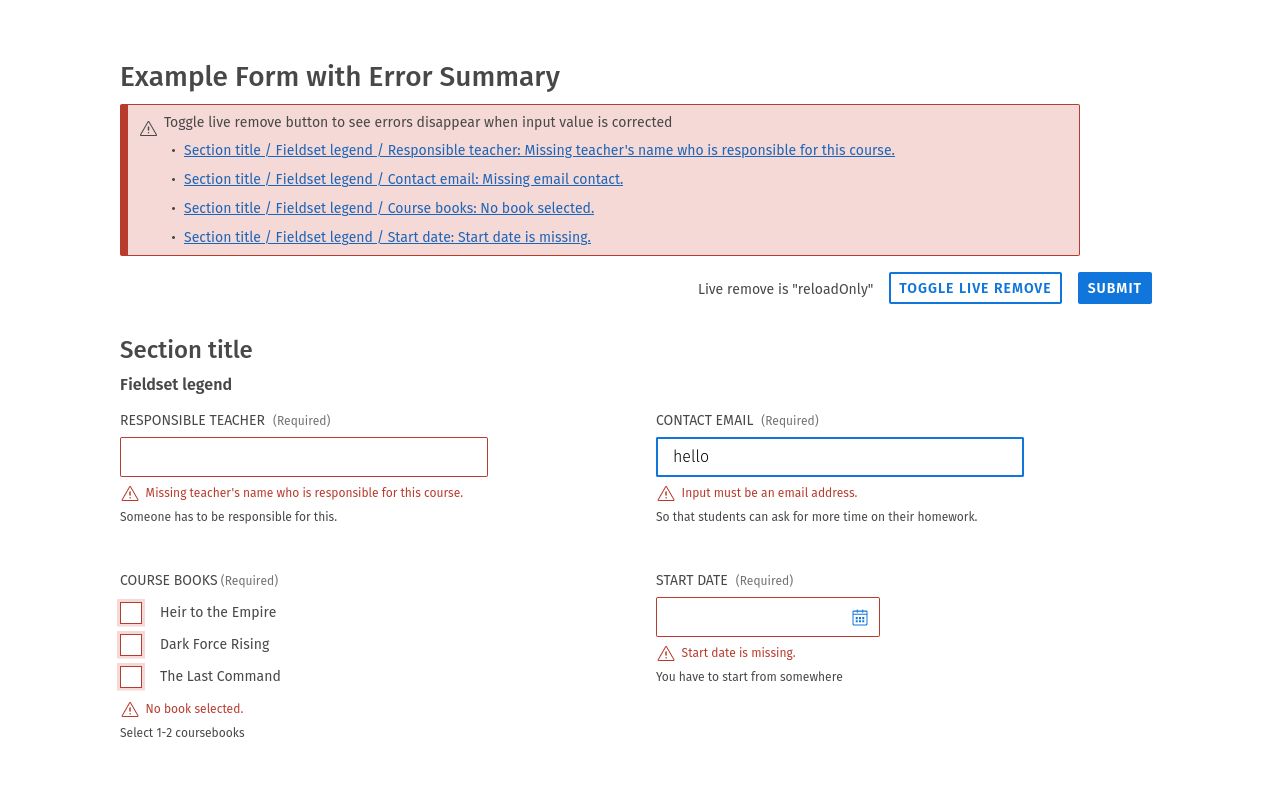 Example Form with Error Summary
Toggle live remove button to see errors disappear when input value is corrected
• Section title / Fieldset legend / Responsible teacher: Missing teacher's name who is responsible for this course.
• Section title / Fieldset legend / Contact email: Missing email contact.
• Section title / Fieldset legend / Course books: No book selected.
• Section title / Fieldset legend / Start date: Start date is missing.
Live remove is "reloadOnly" TOGGLE LIVE REMOVE SUBMIT
Section title
Fieldset legend
RESPONSIBLE TEACHER (Required)
Missing teacher's name who is responsible for this course.
Someone has to be responsible for this.
CONTACT EMAIL (Required)
hello
Input must be an email address.
So that students can ask for more time on their homework.
COURSE BOOKS (Required)
Heir to the Empire
Dark Force Rising
The Last Command
No book selected.
Select 1-2 coursebooks
START DATE (Required)
Start date is missing.
You have to start from somewhere